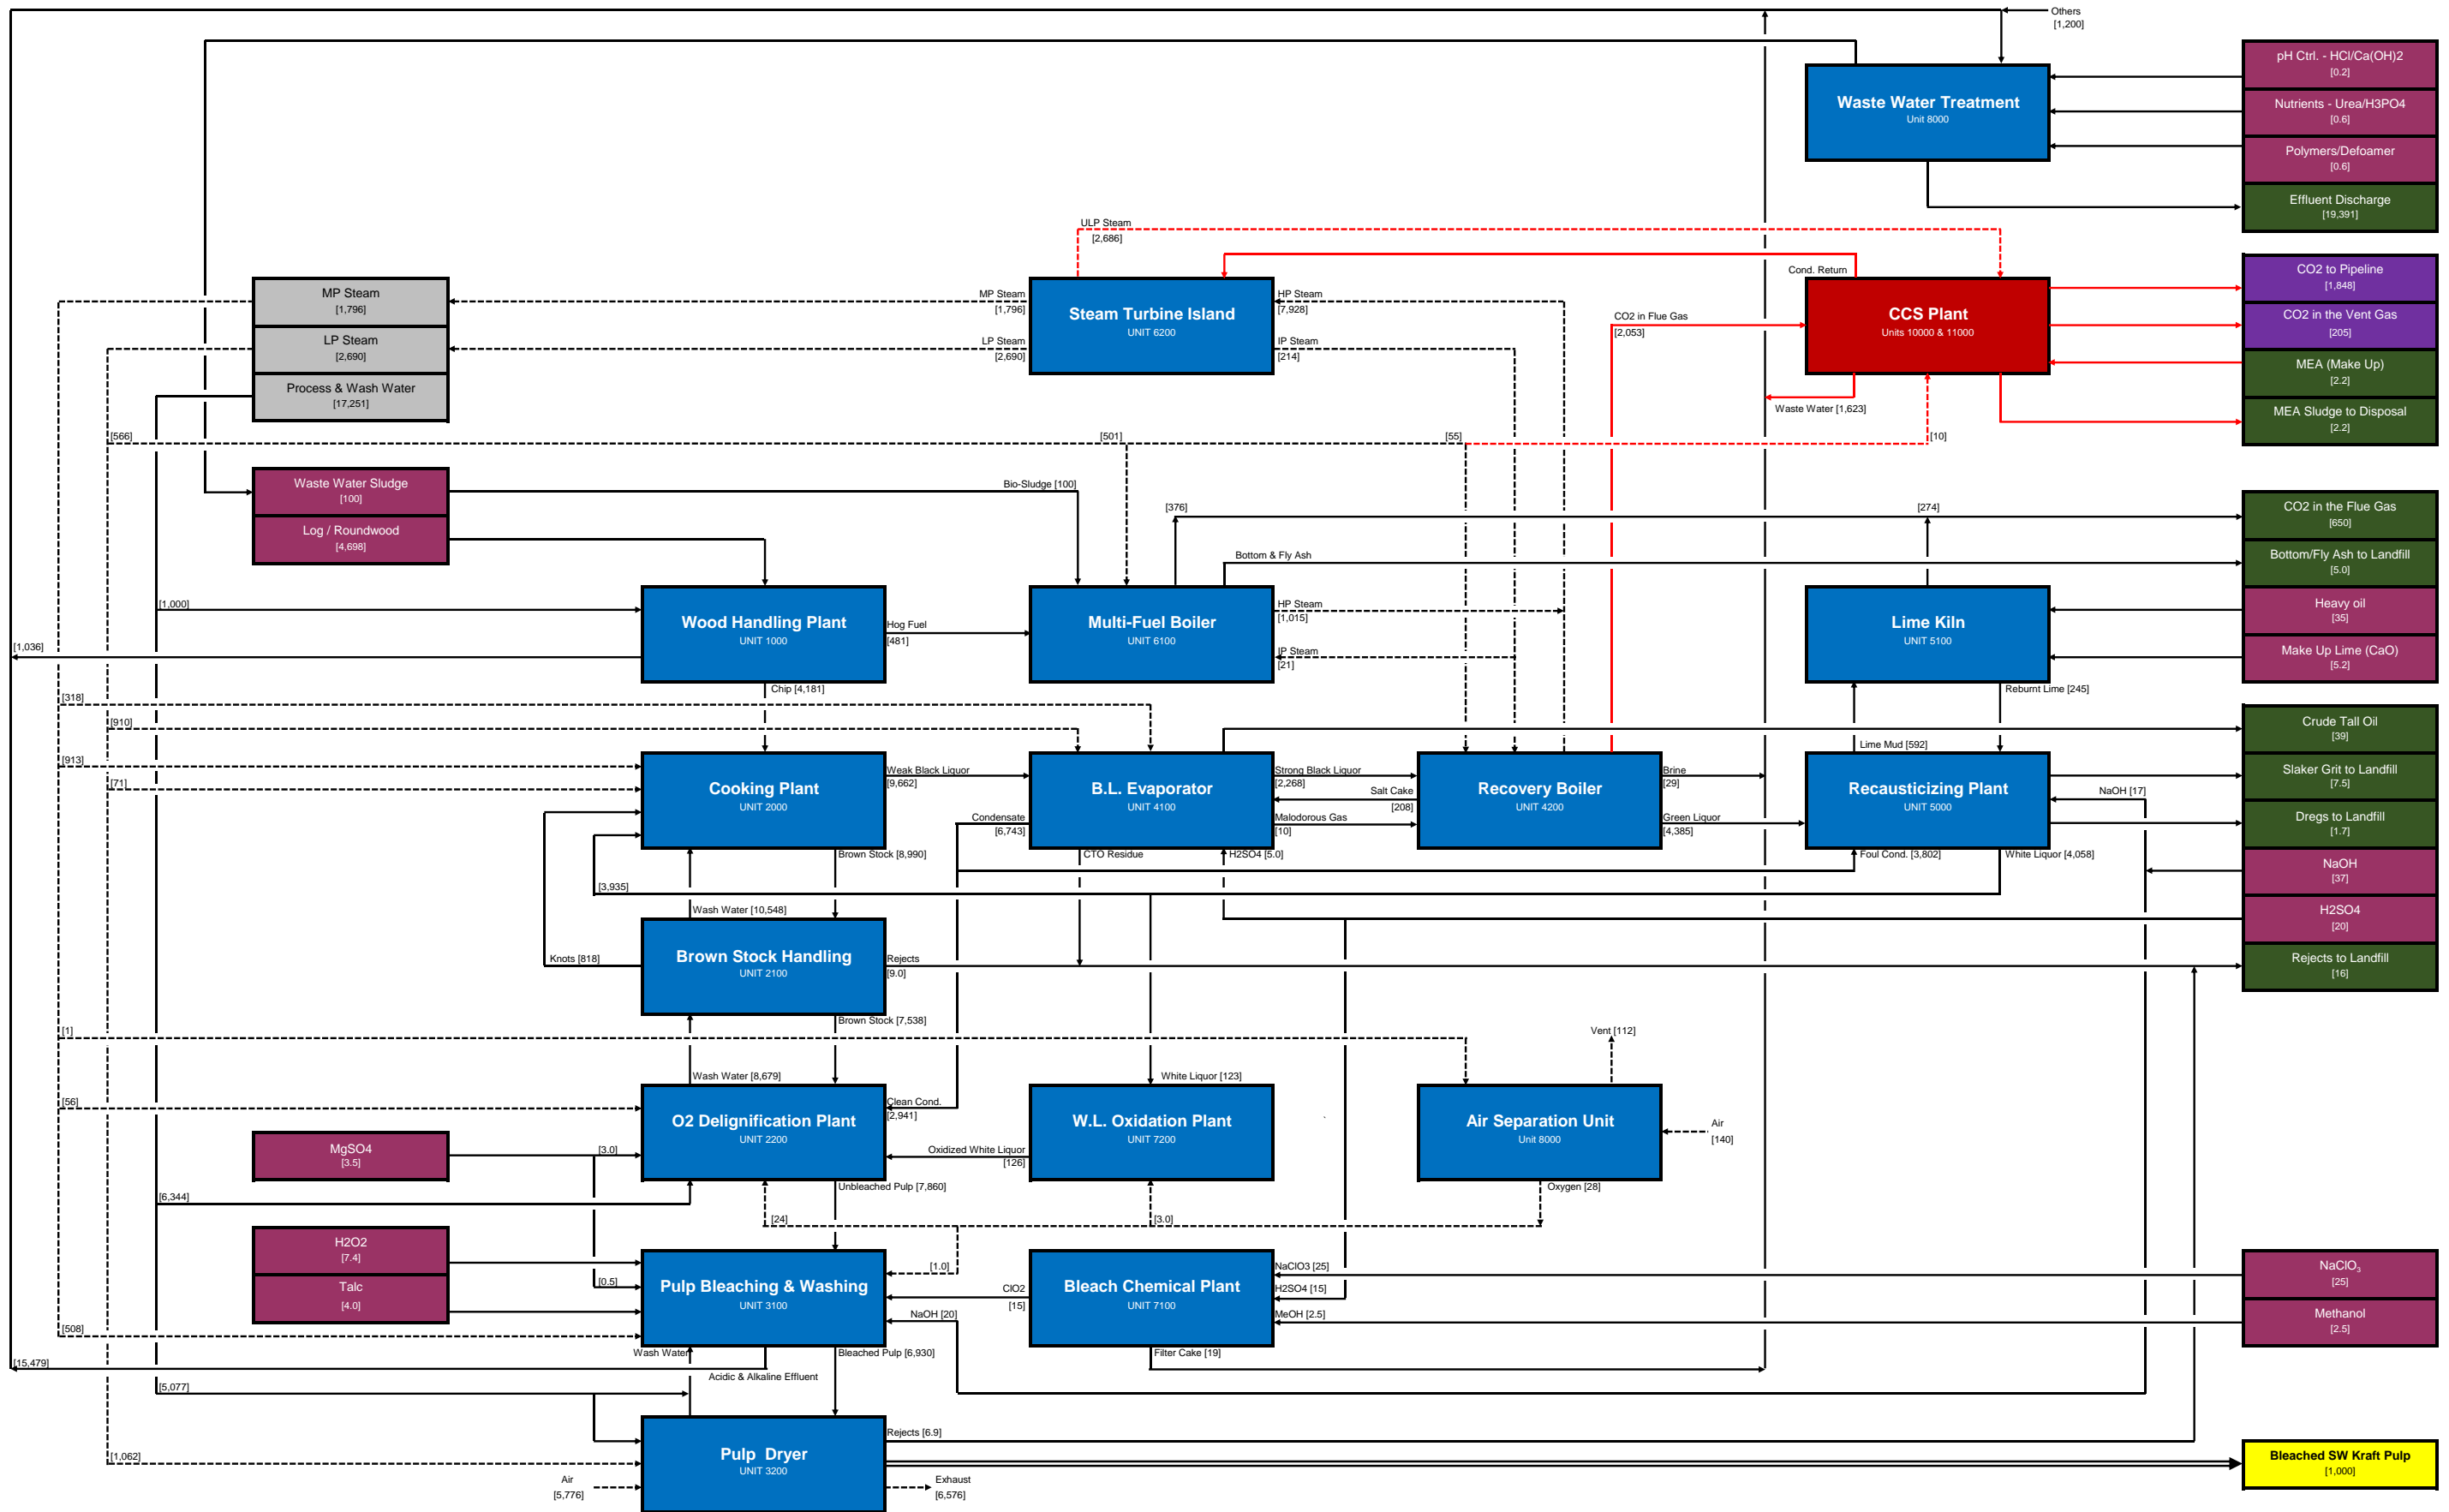 Others
[1,200]
pH Ctrl. - HCl/Ca(OH)2
[0.2]
Waste Water Treatment
Unit 8000
Nutrients - Urea/H3PO4
[0.6]
Polymers/Defoamer
[0.6]
Effluent Discharge
[19,391]
ULP Steam
[2,686]
Cond. Return
MP Steam
[1,796]
MP Steam
[1,796]
Steam Turbine Island
UNIT 6200
HP Steam
[7,928]
CO2 in Flue Gas
[2,053]
CCS Plant
Units 10000 & 11000
CO2 to Pipeline
[1,848]
CO2 in the Vent Gas
[205]
LP Steam
[2,690]
LP Steam
[2,690]
IP Steam
[214]
MEA (Make Up)
[2.2]
Process & Wash Water
[17,251]
Waste Water [1,623]
MEA Sludge to Disposal
[2.2]
[566]
[501]
[55]
[10]
Waste Water Sludge
[100]
Bio-Sludge [100]
Log / Roundwood
[4,698]
[376]
[274]
CO2 in the Flue Gas
[650]
Bottom & Fly Ash
Bottom/Fly Ash to Landfill
[5.0]
[1,000]
Wood Handling Plant
UNIT 1000
Hog Fuel
[481]
Multi-Fuel Boiler
UNIT 6100
HP Steam
[1,015]
IP Steam
[21]
Lime Kiln
UNIT 5100
Heavy oil
[35]
Make Up Lime (CaO)
[5.2]
[1,036]
Chip [4,181]
Reburnt Lime [245]
[318]
[910]
Crude Tall Oil
[39]
Lime Mud [592]
[913]
[71]
Cooking Plant
UNIT 2000
Weak Black Liquor
[9,662]
B.L. Evaporator
UNIT 4100
Strong Black Liquor
[2,268]
Salt Cake
[208]
Recovery Boiler
UNIT 4200
Brine
[29]
Recausticizing Plant
UNIT 5000
Slaker Grit to Landfill
[7.5]
NaOH [17]
Condensate
[6,743]
Malodorous Gas
[10]
Green Liquor
[4,385]
Dregs to Landfill
[1.7]
Brown Stock [8,990]
CTO Residue
H2SO4 [5.0]
Foul Cond. [3,802]
White Liquor [4,058]
NaOH
[37]
[3,935]
Wash Water [10,548]
H2SO4
[20]
Knots [818]
Brown Stock Handling
UNIT 2100
Rejects
[9.0]
Rejects to Landfill
[16]
Brown Stock [7,538]
[1]
Vent [112]
Wash Water [8,679]
White Liquor [123]
[56]
O2 Delignification Plant
UNIT 2200
Clean Cond.
[2,941]
W.L. Oxidation Plant
UNIT 7200
Air Separation Unit
Unit 8000
Air
[140]
MgSO4
[3.5]
[3.0]
Oxidized White Liquor
[126]
Unbleached Pulp [7,860]
Oxygen [28]
[6,344]
[24]
[3.0]
H2O2
[7.4]
Talc
[4.0]
[0.5]
Pulp Bleaching & Washing
UNIT 3100
[1.0]
ClO2
[15]
NaOH [20]
Bleach Chemical Plant
UNIT 7100
NaClO3 [25]
H2SO4 [15]
MeOH [2.5]
NaClO₃
[25]
Methanol
[2.5]
[508]
[15,479]
Wash Water
Bleached Pulp [6,930]
Filter Cake [19]
Acidic & Alkaline Effluent
[5,077]
Rejects [6.9]
[1,062]
Pulp Dryer
UNIT 3200
Air
[5,776]
Exhaust
[6,576]
Bleached SW Kraft Pulp
[1,000]